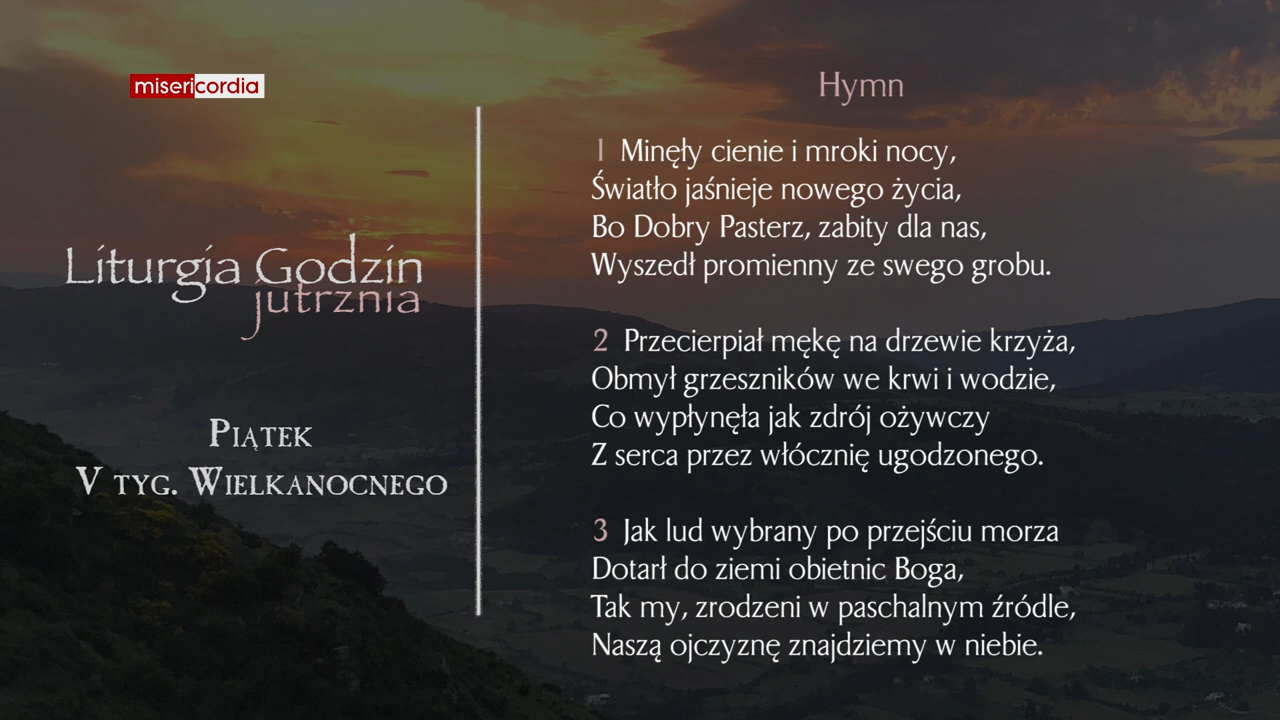 misericordia
Liturgia Godzin
jutrznia
Piątek
V tyg. Wielkanocnego
Hymn
1 Minęły cienie i mroki nocy,
Światło jaśnieje nowego życia,
Bo Dobry Pasterz, zabity dla nas,
Wyszedł promienny ze swego grobu.
2 Przecierpiał mękę na drzewie krzyża,
Obmył grzeszników we krwi i wodzie,
Co wypłynęła jak zdrój ożywczy
Z serca przez włócznię ugodzonego.
3 Jak lud wybrany po przejściu morza
Dotarł do ziemi obietnic Boga,
Tak my, zrodzeni w paschalnym źródle,
Naszą ojczyznę znajdziemy w niebie.